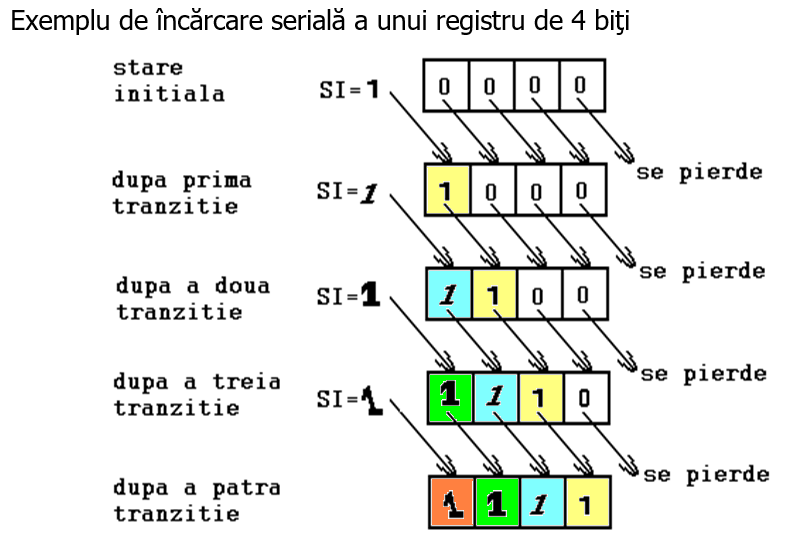 Exemplu de încărcare serială a unui registru de 4 biţi
stare
initiala
SI=1
0 0 0 0
se pierde
dupa prima
tranzitie
SI=1
1 0 0 0
se pierde
dupa a doua
tranzitie
SI=1
1 1 0 0
se pierde
dupa a treia
tranzitie
SI=1
1 1 1 0
se pierde
dupa a patra
tranzitie
1 1 1 1